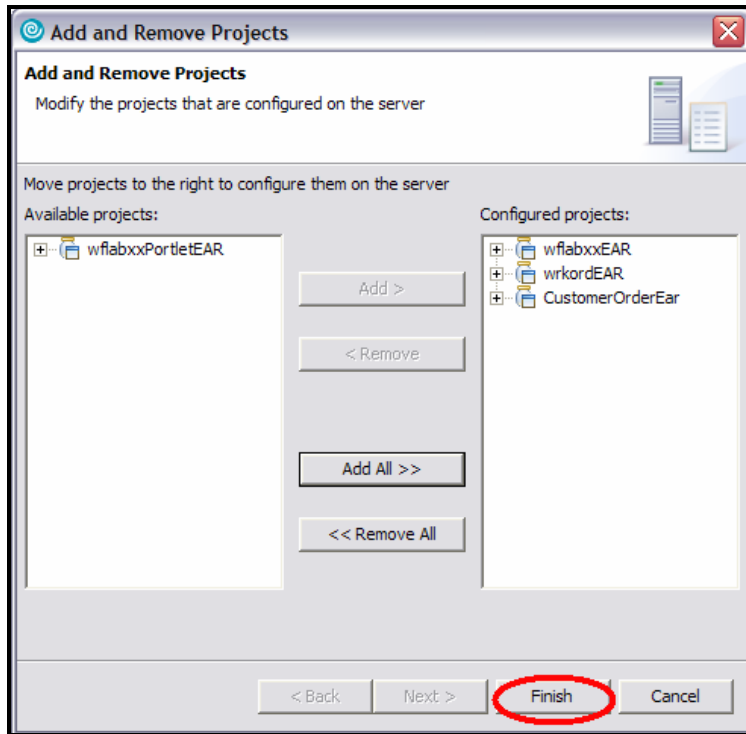 Add and Remove Projects
Add and Remove Projects
Modify the projects that are configured on the server
Move projects to the right to configure them on the server
Available projects:
Configured projects:
wflabxxPortletEAR
wflabxxEAR
wrkordEAR
CustomerOrderEar
Add >
< Remove
Add All >>
<< Remove All
< Back
Next >
Finish
Cancel